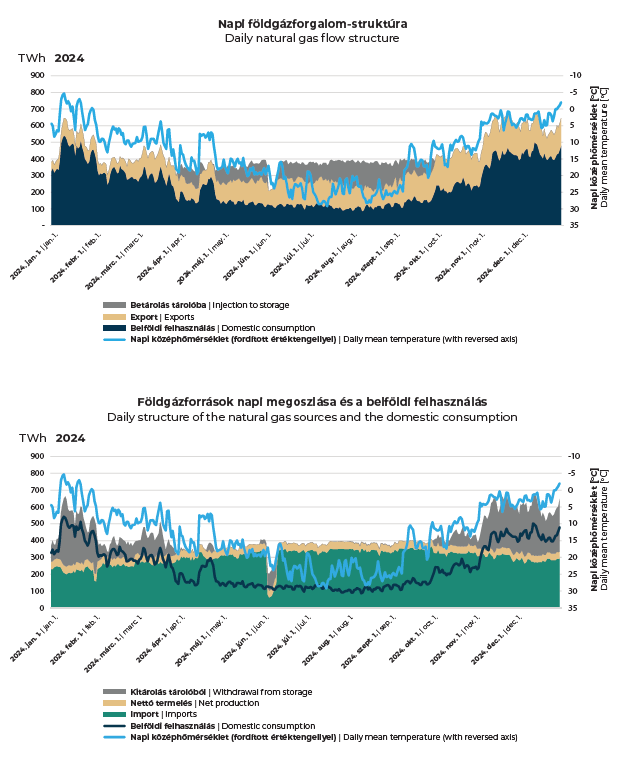 Napi földgázforgalom-struktúra
Daily natural gas flow structure
TWh 2024
900
800
700
600
500
400
300
200
100
-
-10
-5
0
5
10
15
20
25
30
35
Napi középhőmérséklet [°C]
Daily mean temperature [°C]
2024, jan. 1. | Jan. 1.
2024, febr. 1. | feb. 1.
2024, márc. 1. | marc. 1.
2024, ápr. 1. | apr. 1.
2024, máj. 1. | may. 1.
2024, jún. 1. | Jun. 1.
2024, júl. 1. | jul. 1.
2024, aug. 1. | aug. 1.
2024, szept. 1. | sep. 1.
2024, okt. 1. | oct. 1.
2024, nov. 1. | nov. 1.
2024, dec. 1. | dec. 1.
Betárolás tárolóba | Injection to storage
Export | Exports
Belföldi felhasználás | Domestic consumption
Napi középhőmérséklet (fordított értéktengellyel) | Daily mean temperature (with reversed axis)
Földgázforrások napi megoszlása és a belföldi felhasználás
Daily structure of the natural gas sources and the domestic consumption
TWh 2024
900
800
700
600
500
400
300
200
100
0
-10
-5
0
5
10
15
20
25
30
35
Napi középhőmérséklet [°C]
Daily mean temperature [°C]
2024, jan. 1. | Jan. 1.
2024, febr. 1. | feb. 1.
2024, márc. 1. | marc. 1.
2024, ápr. 1. | apr. 1.
2024, máj. 1. | may. 1.
2024, jún. 1. | Jun. 1.
2024, júl. 1. | jul. 1.
2024, aug. 1. | aug. 1.
2024, szept. 1. | sep. 1.
2024, okt. 1. | oct. 1.
2024, nov. 1. | nov. 1.
2024, dec. 1. | dec. 1.
Kitárolás tárolóból | Withdrawal from storage
Nettó termelés | Net production
Import | Imports
Belföldi felhasználás | Domestic consumption
Napi középhőmérséklet (fordított értéktengellyel) | Daily mean temperature (with reversed axis)